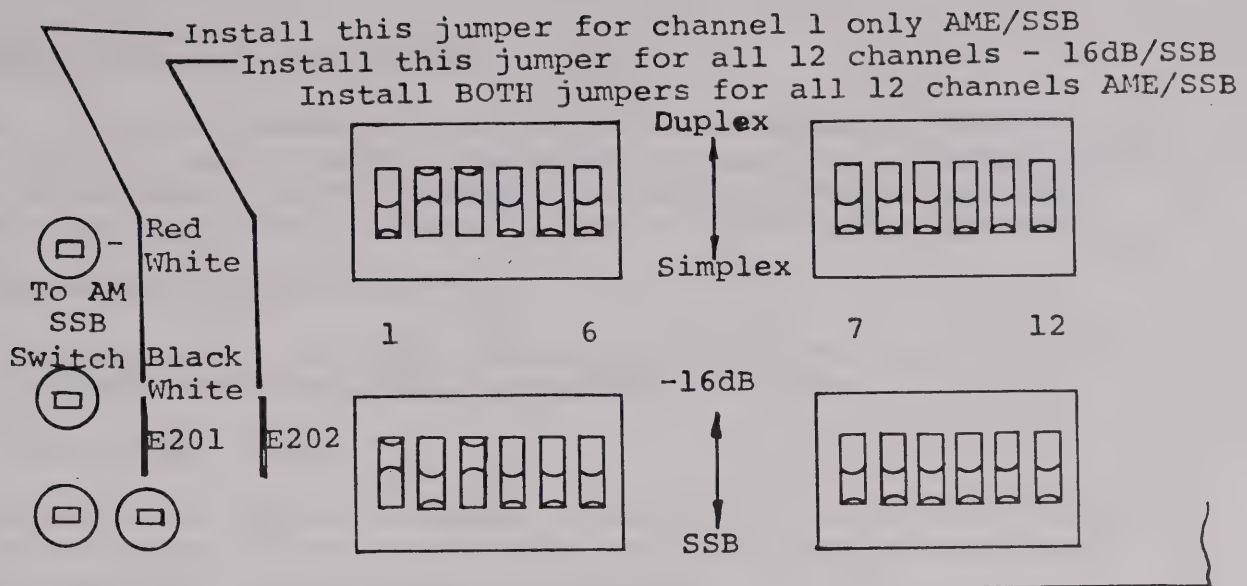 Install this jumper for channel 1 only AME/SSB
Install this jumper for all 12 channels - 16dB/SSB
Install BOTH jumpers for all 12 channels AME/SSB
Duplex
Red
White
-
Simplex
To AM
SSB
Switch
1
6
7
12
Black
White
-16dB
E201
E202
SSB